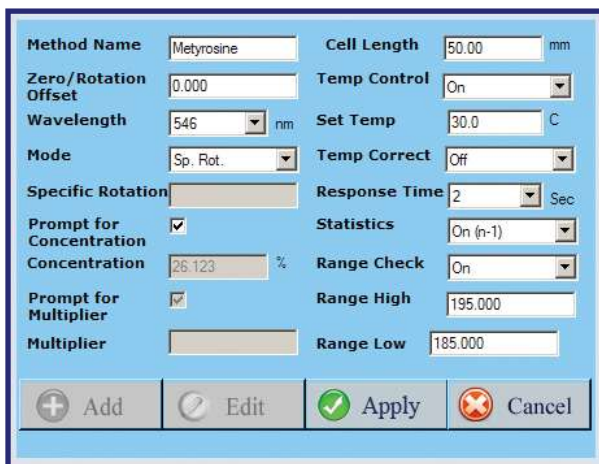 Method Name Metyrosine Cell Length 50.00 mm
Zero/Rotation
Offset 0.000 Temp Control On
Wavelength 546 nm Set Temp 30.0 C
Mode Sp. Rot. Temp Correct Off
Specific Rotation Response Time 2 Sec
Prompt for
Concentration Statistics On (n-1)
Concentration 26.123 % Range Check On
Prompt for
Multiplier Range High 195.000
Multiplier Range Low 185.000
Add Edit Apply Cancel